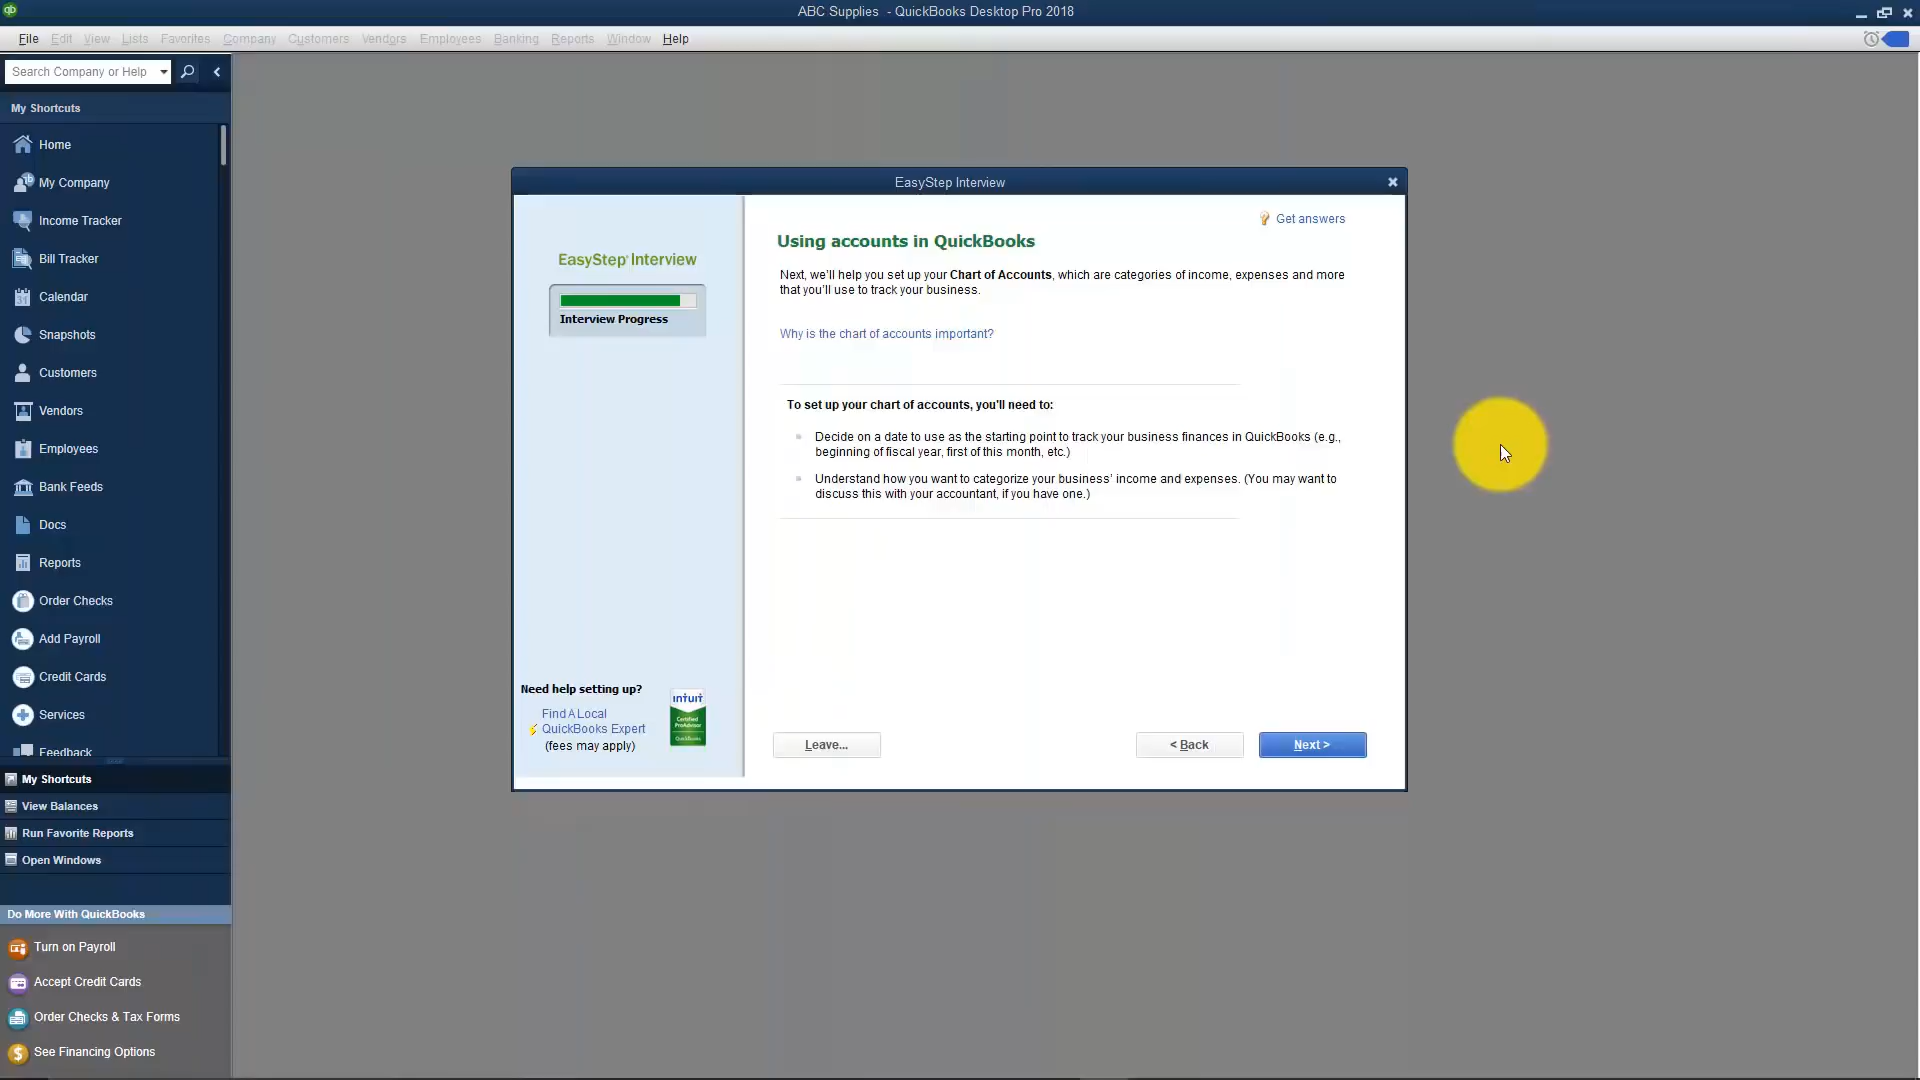 ABC Supplies - QuickBooks Desktop Pro 2018
File Edit View Lists Favorites Company Customers Vendors Employees Banking Reports Window Help
Search Company or Help
My Shortcuts
Home
My Company
Income Tracker
Bill Tracker
Calendar
Snapshots
Customers
Vendors
Employees
Bank Feeds
Docs
Reports
Order Checks
Add Payroll
Credit Cards
Services
Feedback
My Shortcuts
View Balances
Run Favorite Reports
Open Windows
Do More With QuickBooks
Turn on Payroll
Accept Credit Cards
Order Checks & Tax Forms
See Financing Options
EasyStep Interview
EasyStep® Interview
Interview Progress
Need help setting up?
Find A Local
QuickBooks Expert
(fees may apply)
intuit
Certified
ProAdvisor
QuickBooks
Get answers
Using accounts in QuickBooks
Next, we'll help you set up your Chart of Accounts, which are categories of income, expenses and more
that you'll use to track your business.
Why is the chart of accounts important?
To set up your chart of accounts, you'll need to:
Decide on a date to use as the starting point to track your business finances in QuickBooks (e.g.,
beginning of fiscal year, first of this month, etc.)
Understand how you want to categorize your business' income and expenses. (You may want to
discuss this with your accountant, if you have one.)
Leave...
< Back
Next >